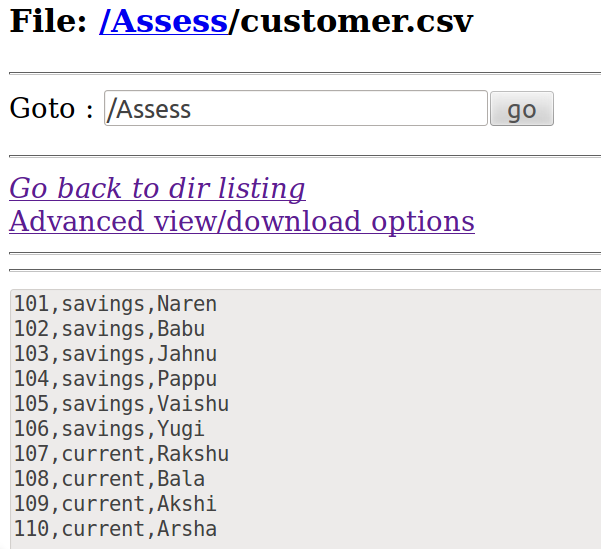 File: /Assess/customer.csv
Goto : /Assess go
Go back to dir listing
Advanced view/download options
101,savings,Naren
102,savings,Babu
103,savings,Jahnu
104,savings,Pappu
105,savings,Vaishu
106,savings,Yugi
107,current,Rakshu
108,current,Bala
109,current,Akshi
110,current,Arsha